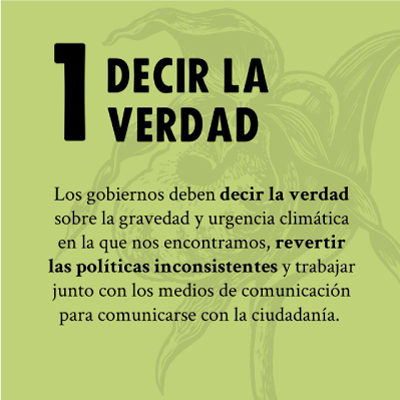 1 DECIR LA
VERDAD
Los gobiernos deben decir la verdad
sobre la gravedad y urgencia climática
en la que nos encontramos, revertir
las políticas inconsistentes y trabajar
junto con los medios de comunicación
para comunicarse con la ciudadanía.